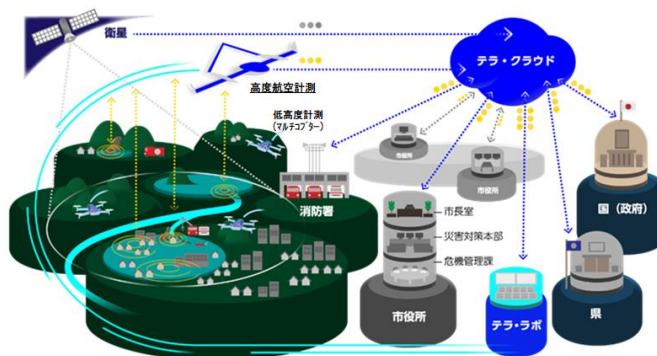 衛星
テラ・クラウド
高度航空計測
低高度計測
(マルチコプター)
市役所
市役所
消防署
国（政府）
市長室
災害対策本部
危機管理課
市役所
テラ・ラボ
県